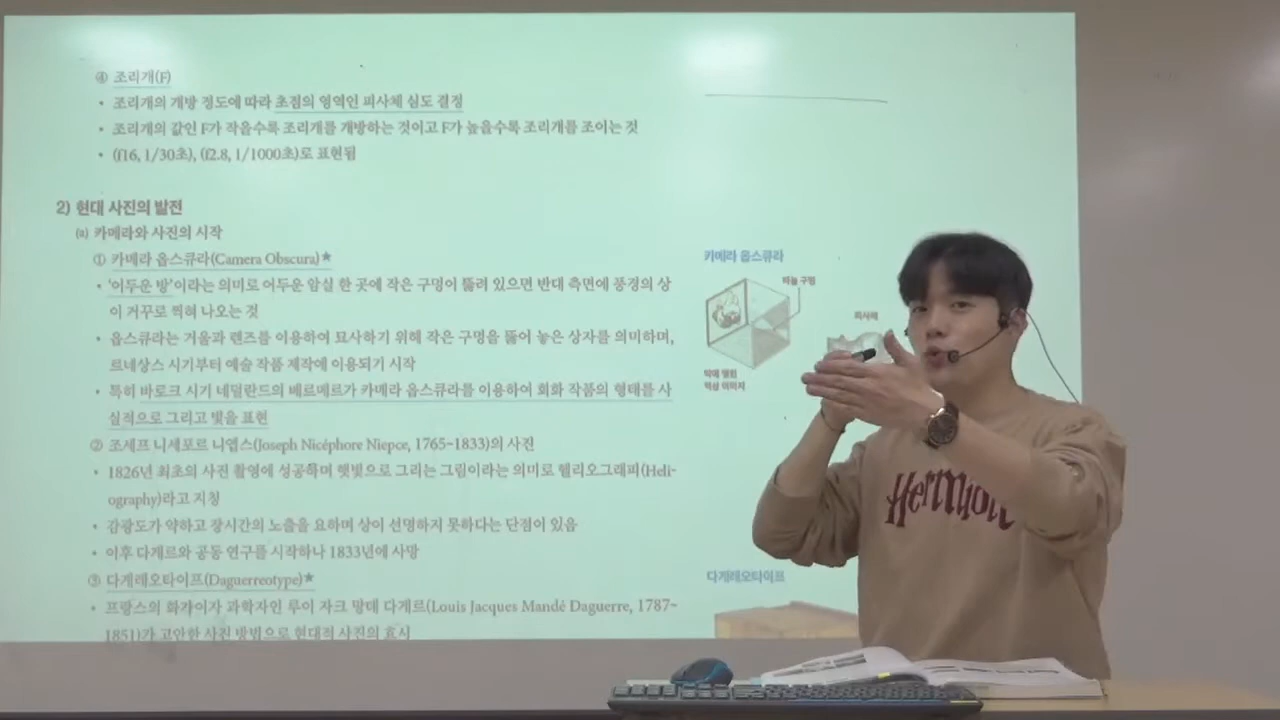 ④ 조리개(F)
• 조리개의 개방 정도에 따라 초점의 영역인 피사체 심도 결정
• 조리개의 값인 F가 작을수록 조리개를 개방하는 것이고 F가 높을수록 조리개를 조이는 것
• (f16, 1/30초), (f2.8, 1/1000초)로 표현됨
2) 현대 사진의 발전
(a) 카메라와 사진의 시작
① 카메라 옵스큐라(Camera Obscura)★
• '어두운 방'이라는 의미로 어두운 암실 한 곳에 작은 구멍이 뚫려 있으면 반대 측면에 풍경의 상
이 거꾸로 찍혀 나오는 것
• 옵스큐라는 거울과 렌즈를 이용하여 묘사하기 위해 작은 구멍을 뚫어 놓은 상자를 의미하며,
르네상스 시기부터 예술 작품 제작에 이용되기 시작
• 특히 바로크 시기 네덜란드의 베르메르가 카메라 옵스큐라를 이용하여 회화 작품의 형태를 사
실적으로 그리고 빛을 표현
② 조세프 니세포르 니엡스(Joseph Nicéphore Niepce, 1765~1833)의 사진
• 1826년 최초의 사진 촬영에 성공하며 햇빛으로 그리는 그림이라는 의미로 헬리오그래피(Heli-
ography)라고 지칭
• 감광도가 약하고 장시간의 노출을 요하며 상이 선명하지 못하다는 단점이 있음
• 이후 다게르와 공동 연구를 시작하나 1833년에 사망
③ 다게레오타이프(Daguerreotype)★
• 프랑스의 화가이자 과학자인 루이 자크 망데 다게르(Louis Jacques Mandé Daguerre, 1787~
1851)가 고안한 사진 방법으로 현대적 사진의 효시
카메라 옵스큐라
바늘 구멍
피사체
막에 맺힌
역상 이미지
다게레오타이프